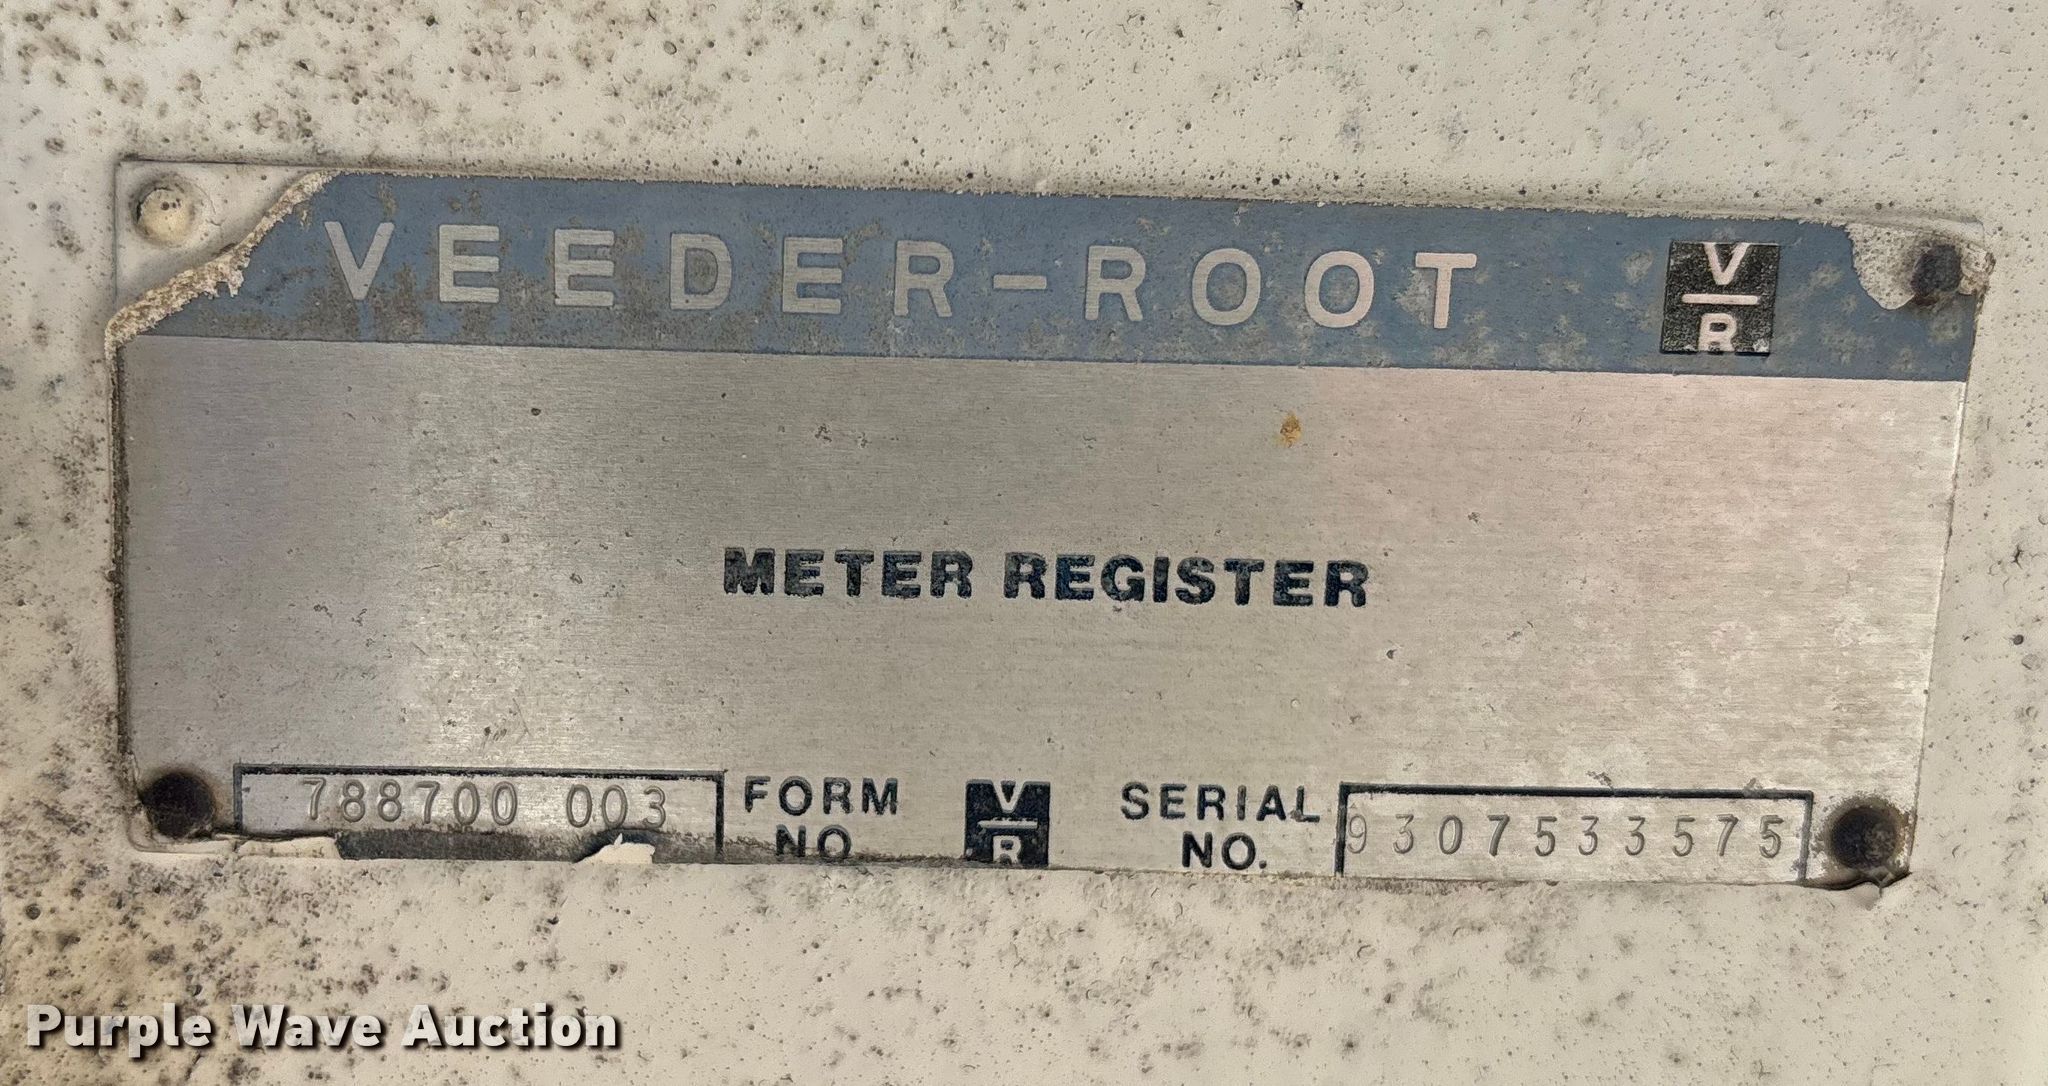 VEEDER-ROOT V/R
METER REGISTER
788700 003 FORM NO V/R SERIAL NO. 9307533575
Purple Wave Auction